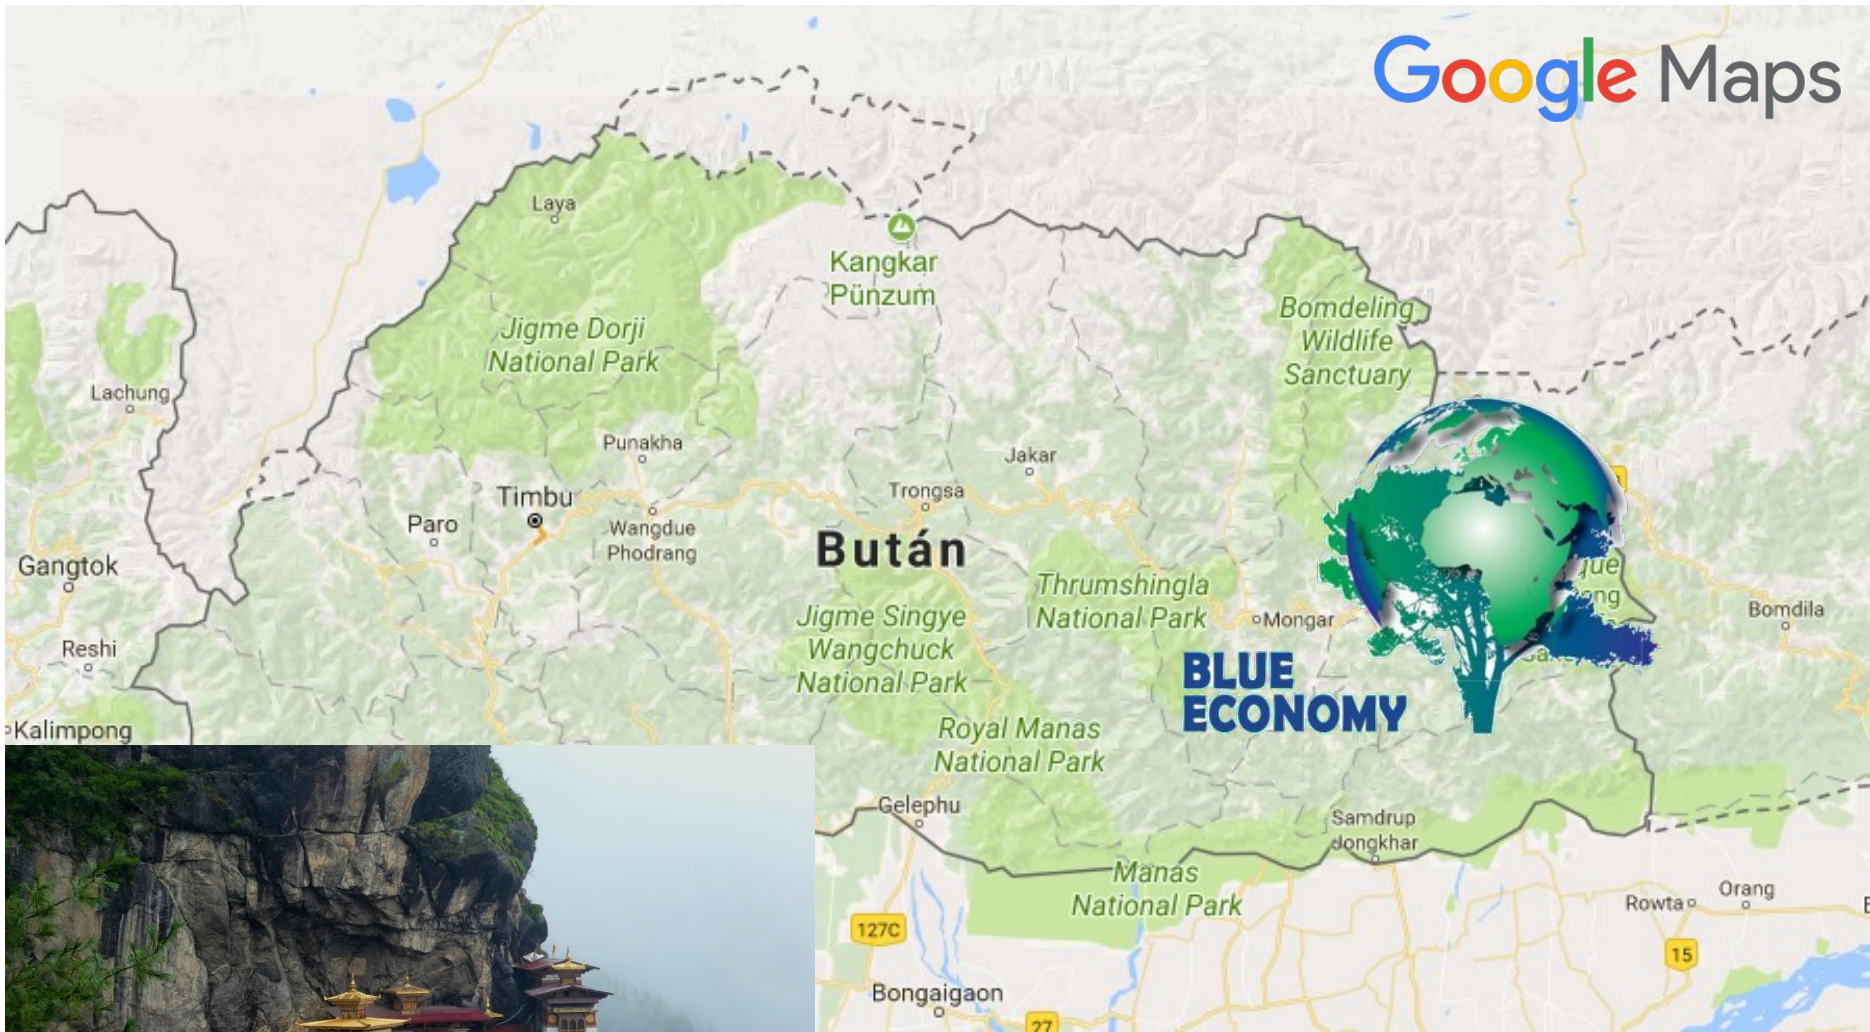 Google Maps
Laya
Kangkar
Pünzum
Jigme Dorji
National Park
Bomdeling
Wildlife
Sanctuary
Lachung
Punakha
Jakar
Timbu
Trongsa
Paro
Wangdue
Phodrang
Bután
Gangtok
Thrumshingla
National Park
Jigme Singye
Wangchuck
National Park
Mongar
Bomdila
Reshi
BLUE
ECONOMY
Kalimpong
Royal Manas
National Park
Gelephu
Samdrup
Jongkhar
Manas
National Park
Rowta
Orang
127C
15
Bongaigaon
27